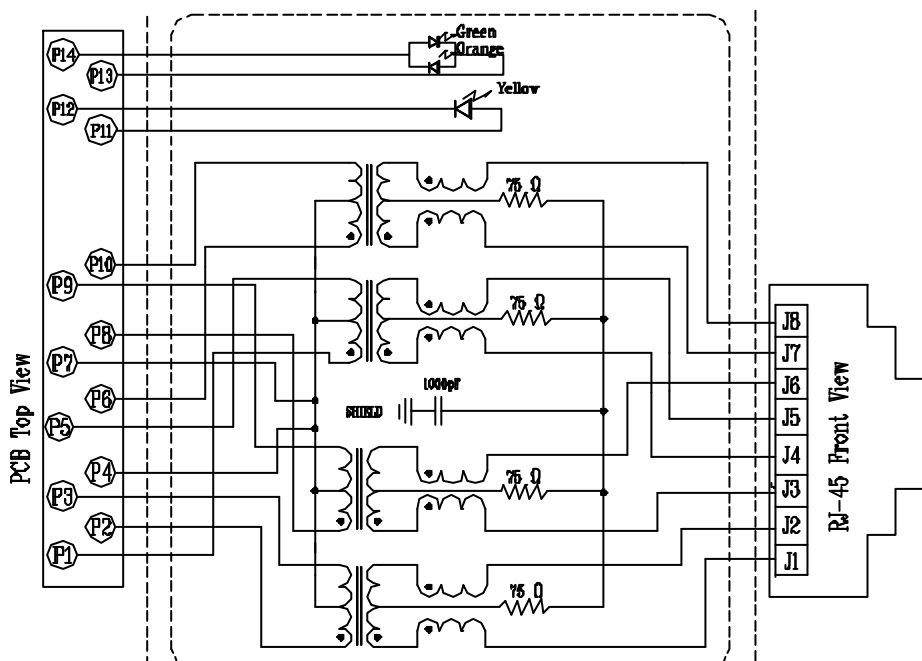 Green
Orange
P14
P13
Yellow
P12
P11
75 Ω
P10
P9
75 Ω
P8
P7
P6
1000pF
SHIELD
P5
P4
75 Ω
P3
P2
P1
75 Ω
PCB Top View
J8
J7
J6
J5
J4
J3
J2
J1
RJ-45 Front View